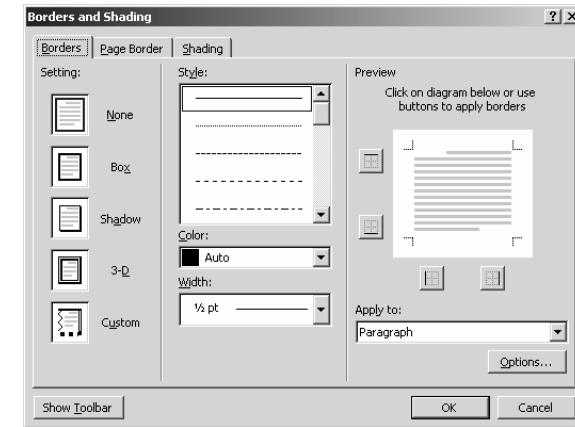 Borders and Shading
Borders Page Border Shading
Setting:
None
Box
Shadow
3-D
Custom
Style:
Color:
Auto
Width:
½ pt
Preview
Click on diagram below or use
buttons to apply borders
Apply to:
Paragraph
Options...
Show Toolbar
OK Cancel